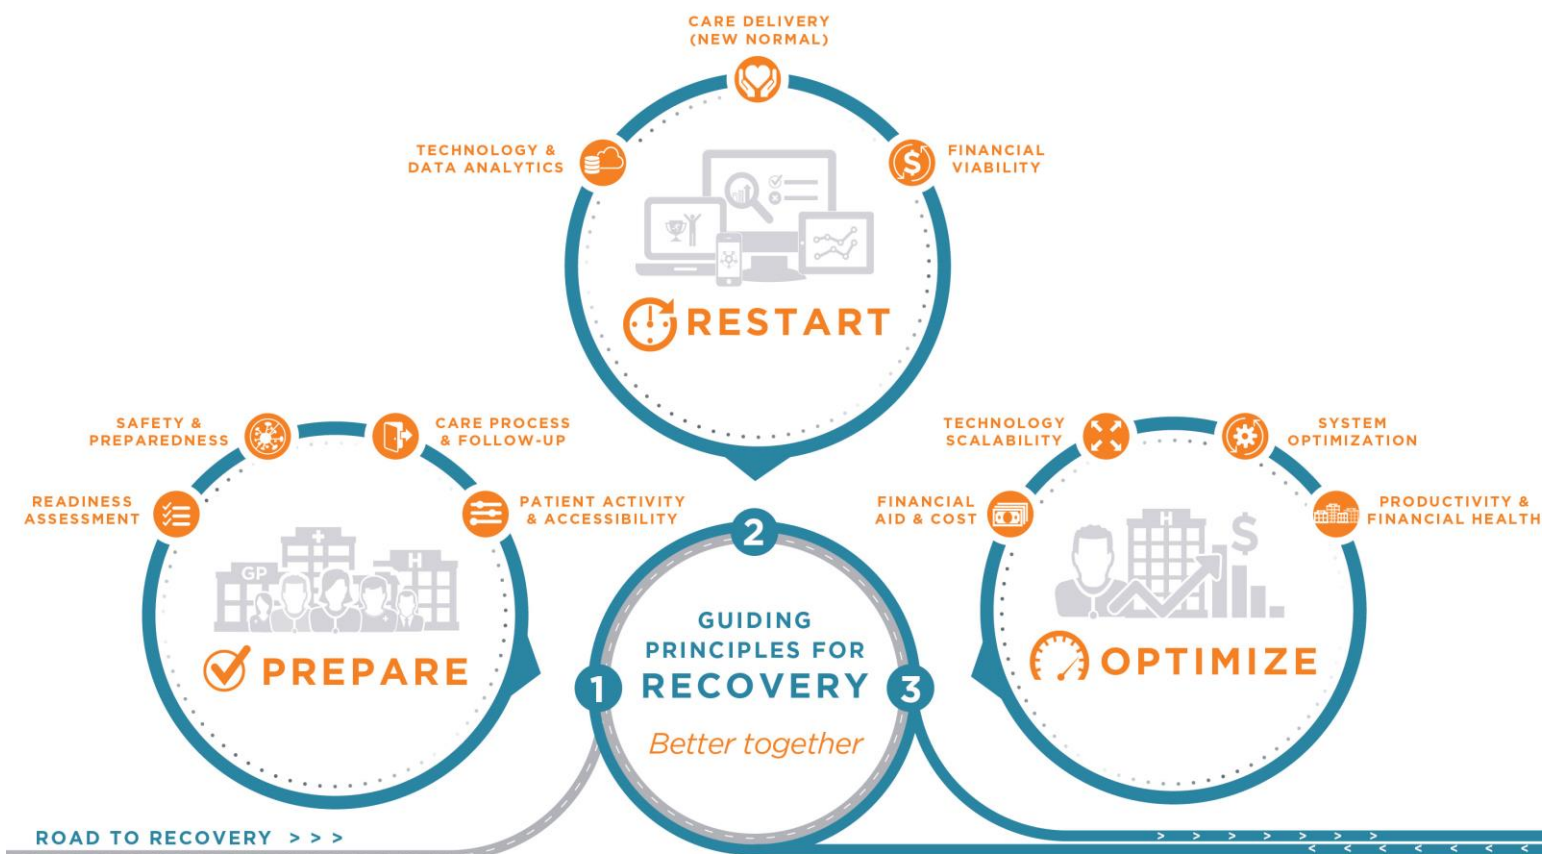 CARE DELIVERY
(NEW NORMAL)
TECHNOLOGY &
DATA ANALYTICS
FINANCIAL
VIABILITY
$
RESTART
SAFETY &
PREPAREDNESS
CARE PROCESS
& FOLLOW-UP
READINESS
ASSESSMENT
PATIENT ACTIVITY
& ACCESSIBILITY
GP
H
PREPARE
TECHNOLOGY
SCALABILITY
SYSTEM
OPTIMIZATION
FINANCIAL
AID & COST
PRODUCTIVITY &
FINANCIAL HEALTH
H
$
OPTIMIZE
2
1
3
GUIDING
PRINCIPLES FOR
RECOVERY
Better together
ROAD TO RECOVERY > > >
> > > > > > >
< < < < < < <